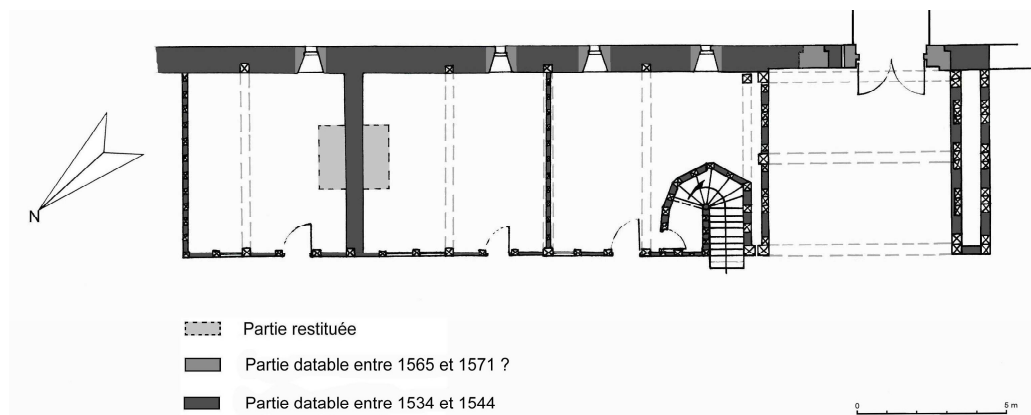 N
Partie restituée
Partie datable entre 1565 et 1571 ?
Partie datable entre 1534 et 1544
0 5 m